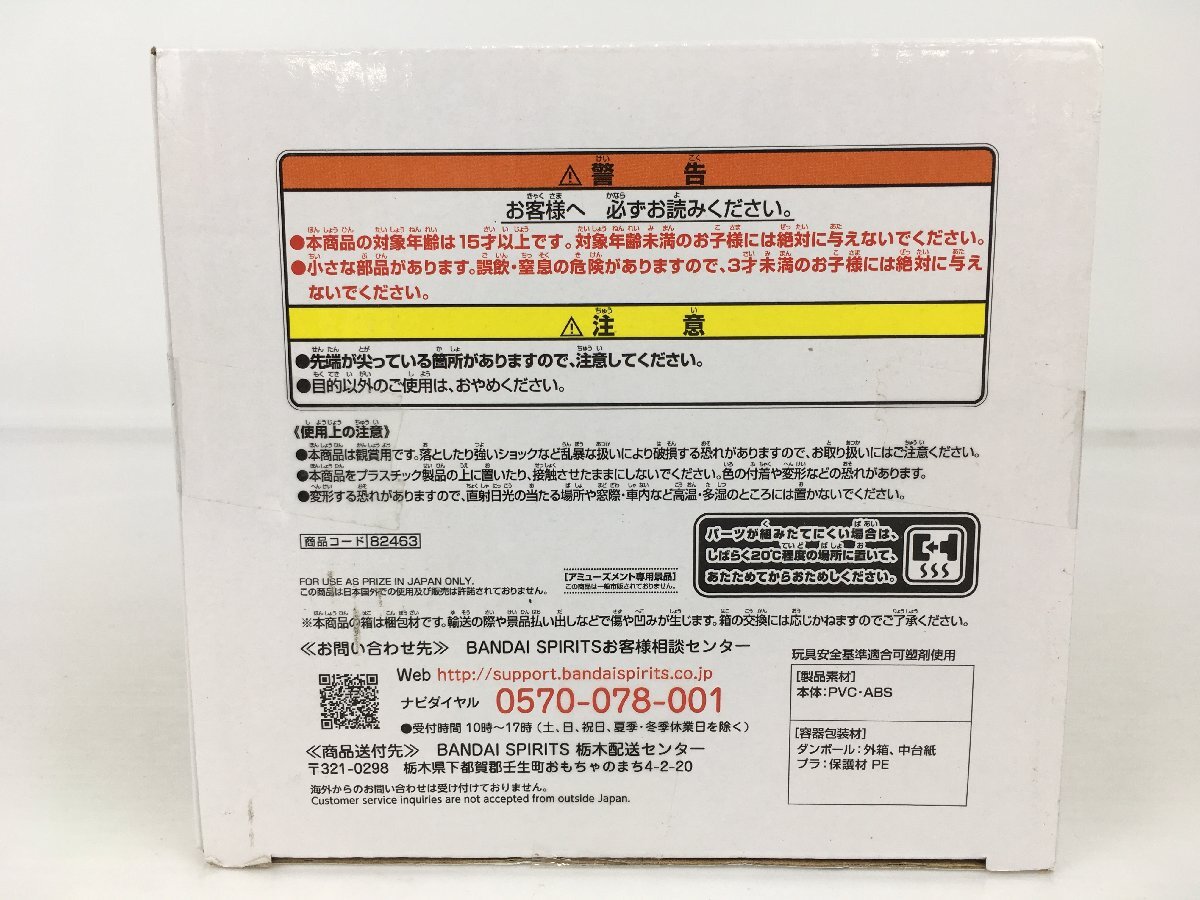 ⚠警告
お客様へ 必ずお読みください。
●本商品の対象年齢は15才以上です。対象年齢未満のお子様には絶対に与えないでください。
●小さな部品があります。誤飲・窒息の危険がありますので、3才未満のお子様には絶対に与え
ないでください。
⚠注意
●先端が尖っている箇所がありますので、注意してください。
●目的以外のご使用は、おやめください。
《使用上の注意》
●本商品は観賞用です。落としたり強いショックなど乱暴な扱いにより破損する恐れがありますので、お取り扱いにはご注意ください。
●本商品をプラスチック製品の上に置いたり、接触させたままにしないでください。色の付着や変形などの恐れがあります。
●変形する恐れがありますので、直射日光の当たる場所や窓際・車内など高温・多湿のところには置かないでください。
商品コード 82463
パーツが組みたてにくい場合は、
しばらく20℃程度の場所に置いて、
あたためてからおためしください。
FOR USE AS PRIZE IN JAPAN ONLY.
この商品は日本国外での使用及び販売は許諾されておりません。
[アミューズメント専用景品]
この商品は一般市販されておりません。
※本商品の箱は梱包材です。輸送の際や景品払い出しなどで傷や凹みが生じます。箱の交換には応じかねますのでご了承ください。
≪お問い合わせ先≫ BANDAI SPIRITSお客様相談センター
Web http://support.bandaispirits.co.jp
ナビダイヤル 0570-078-001
●受付時間 10時~17時(土、日、祝日、夏季・冬季休業日を除く)
≪商品送付先≫ BANDAI SPIRITS 栃木配送センター
〒321-0298 栃木県下都賀郡壬生町おもちゃのまち4-2-20
海外からのお問い合わせは受け付けておりません。
Customer service inquiries are not accepted from outside Japan.
玩具安全基準適合可塑剤使用
[製品素材]
本体:PVC・ABS
[容器包装材]
ダンボール:外箱、中台紙
プラ:保護材 PE